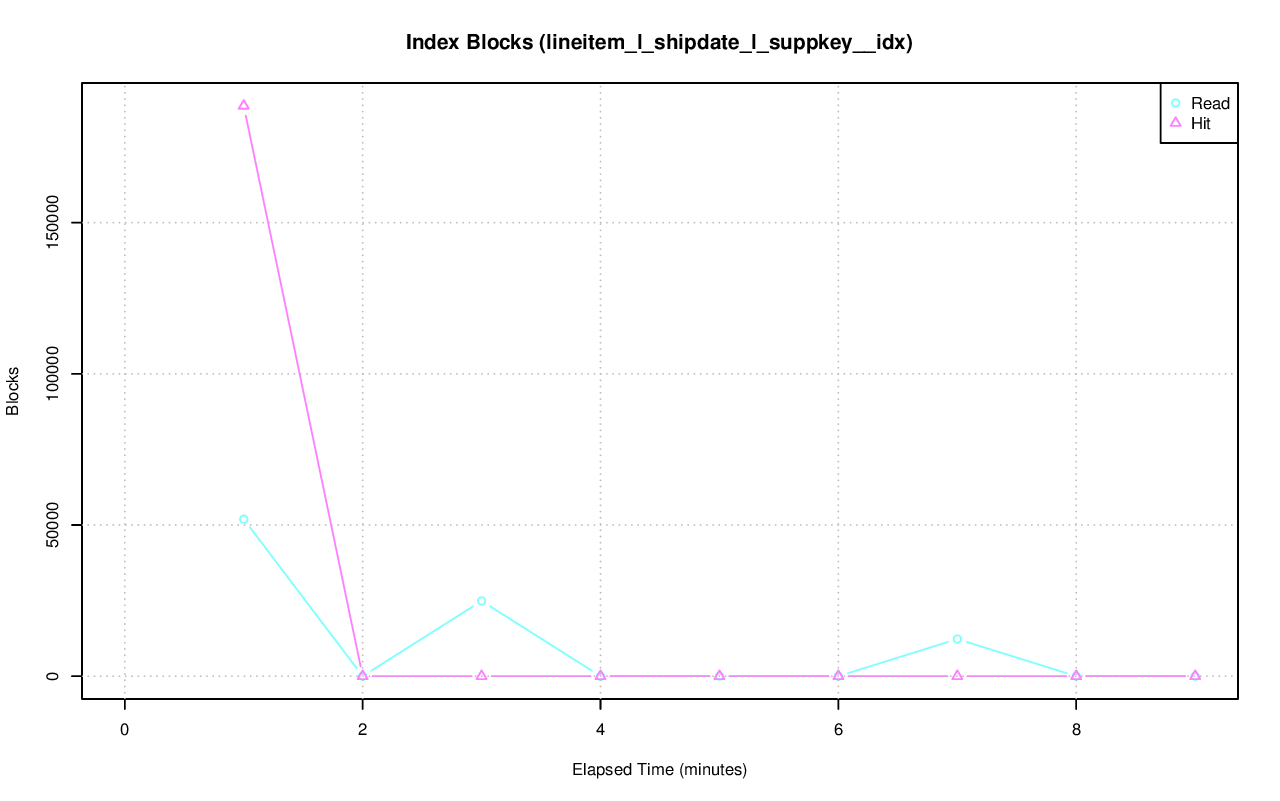 Index Blocks (lineitem_l_shipdate_l_suppkey__idx)
Read
Hit
150000
100000
50000
0
Blocks
0 2 4 6 8
Elapsed Time (minutes)